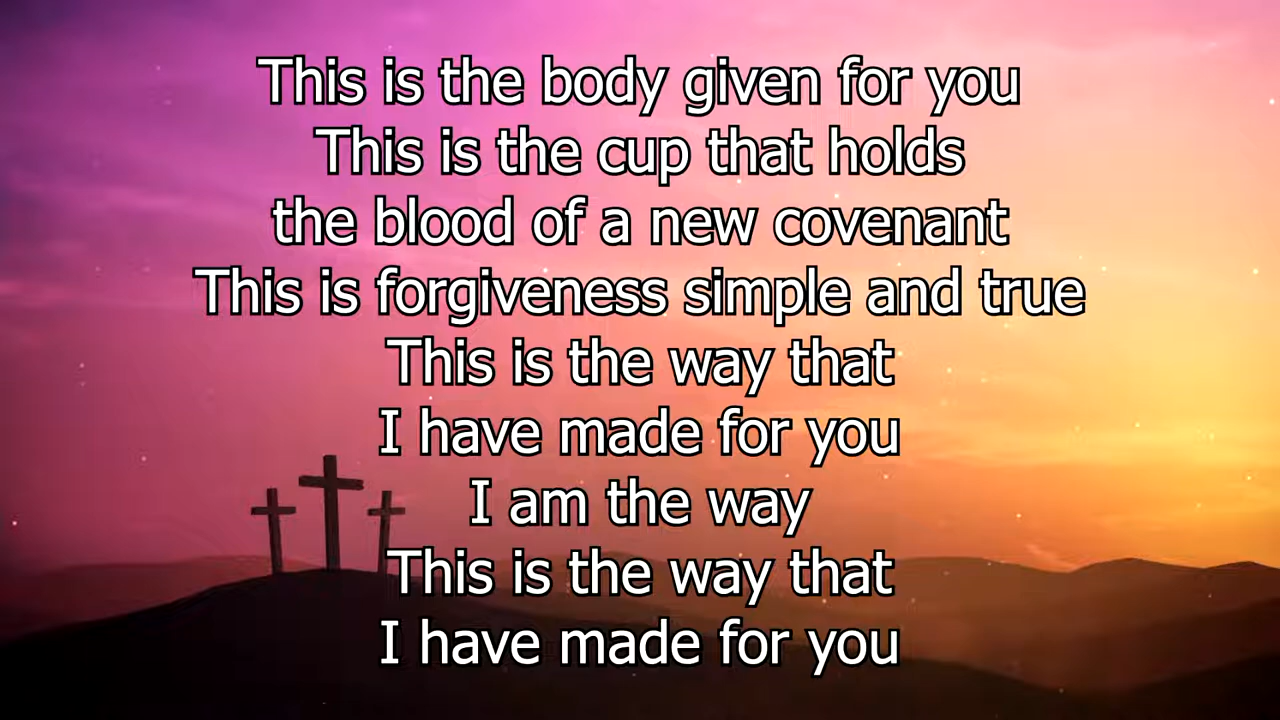 This is the body given for you
This is the cup that holds
the blood of a new covenant
This is forgiveness simple and true
This is the way that
I have made for you
I am the way
This is the way that
I have made for you